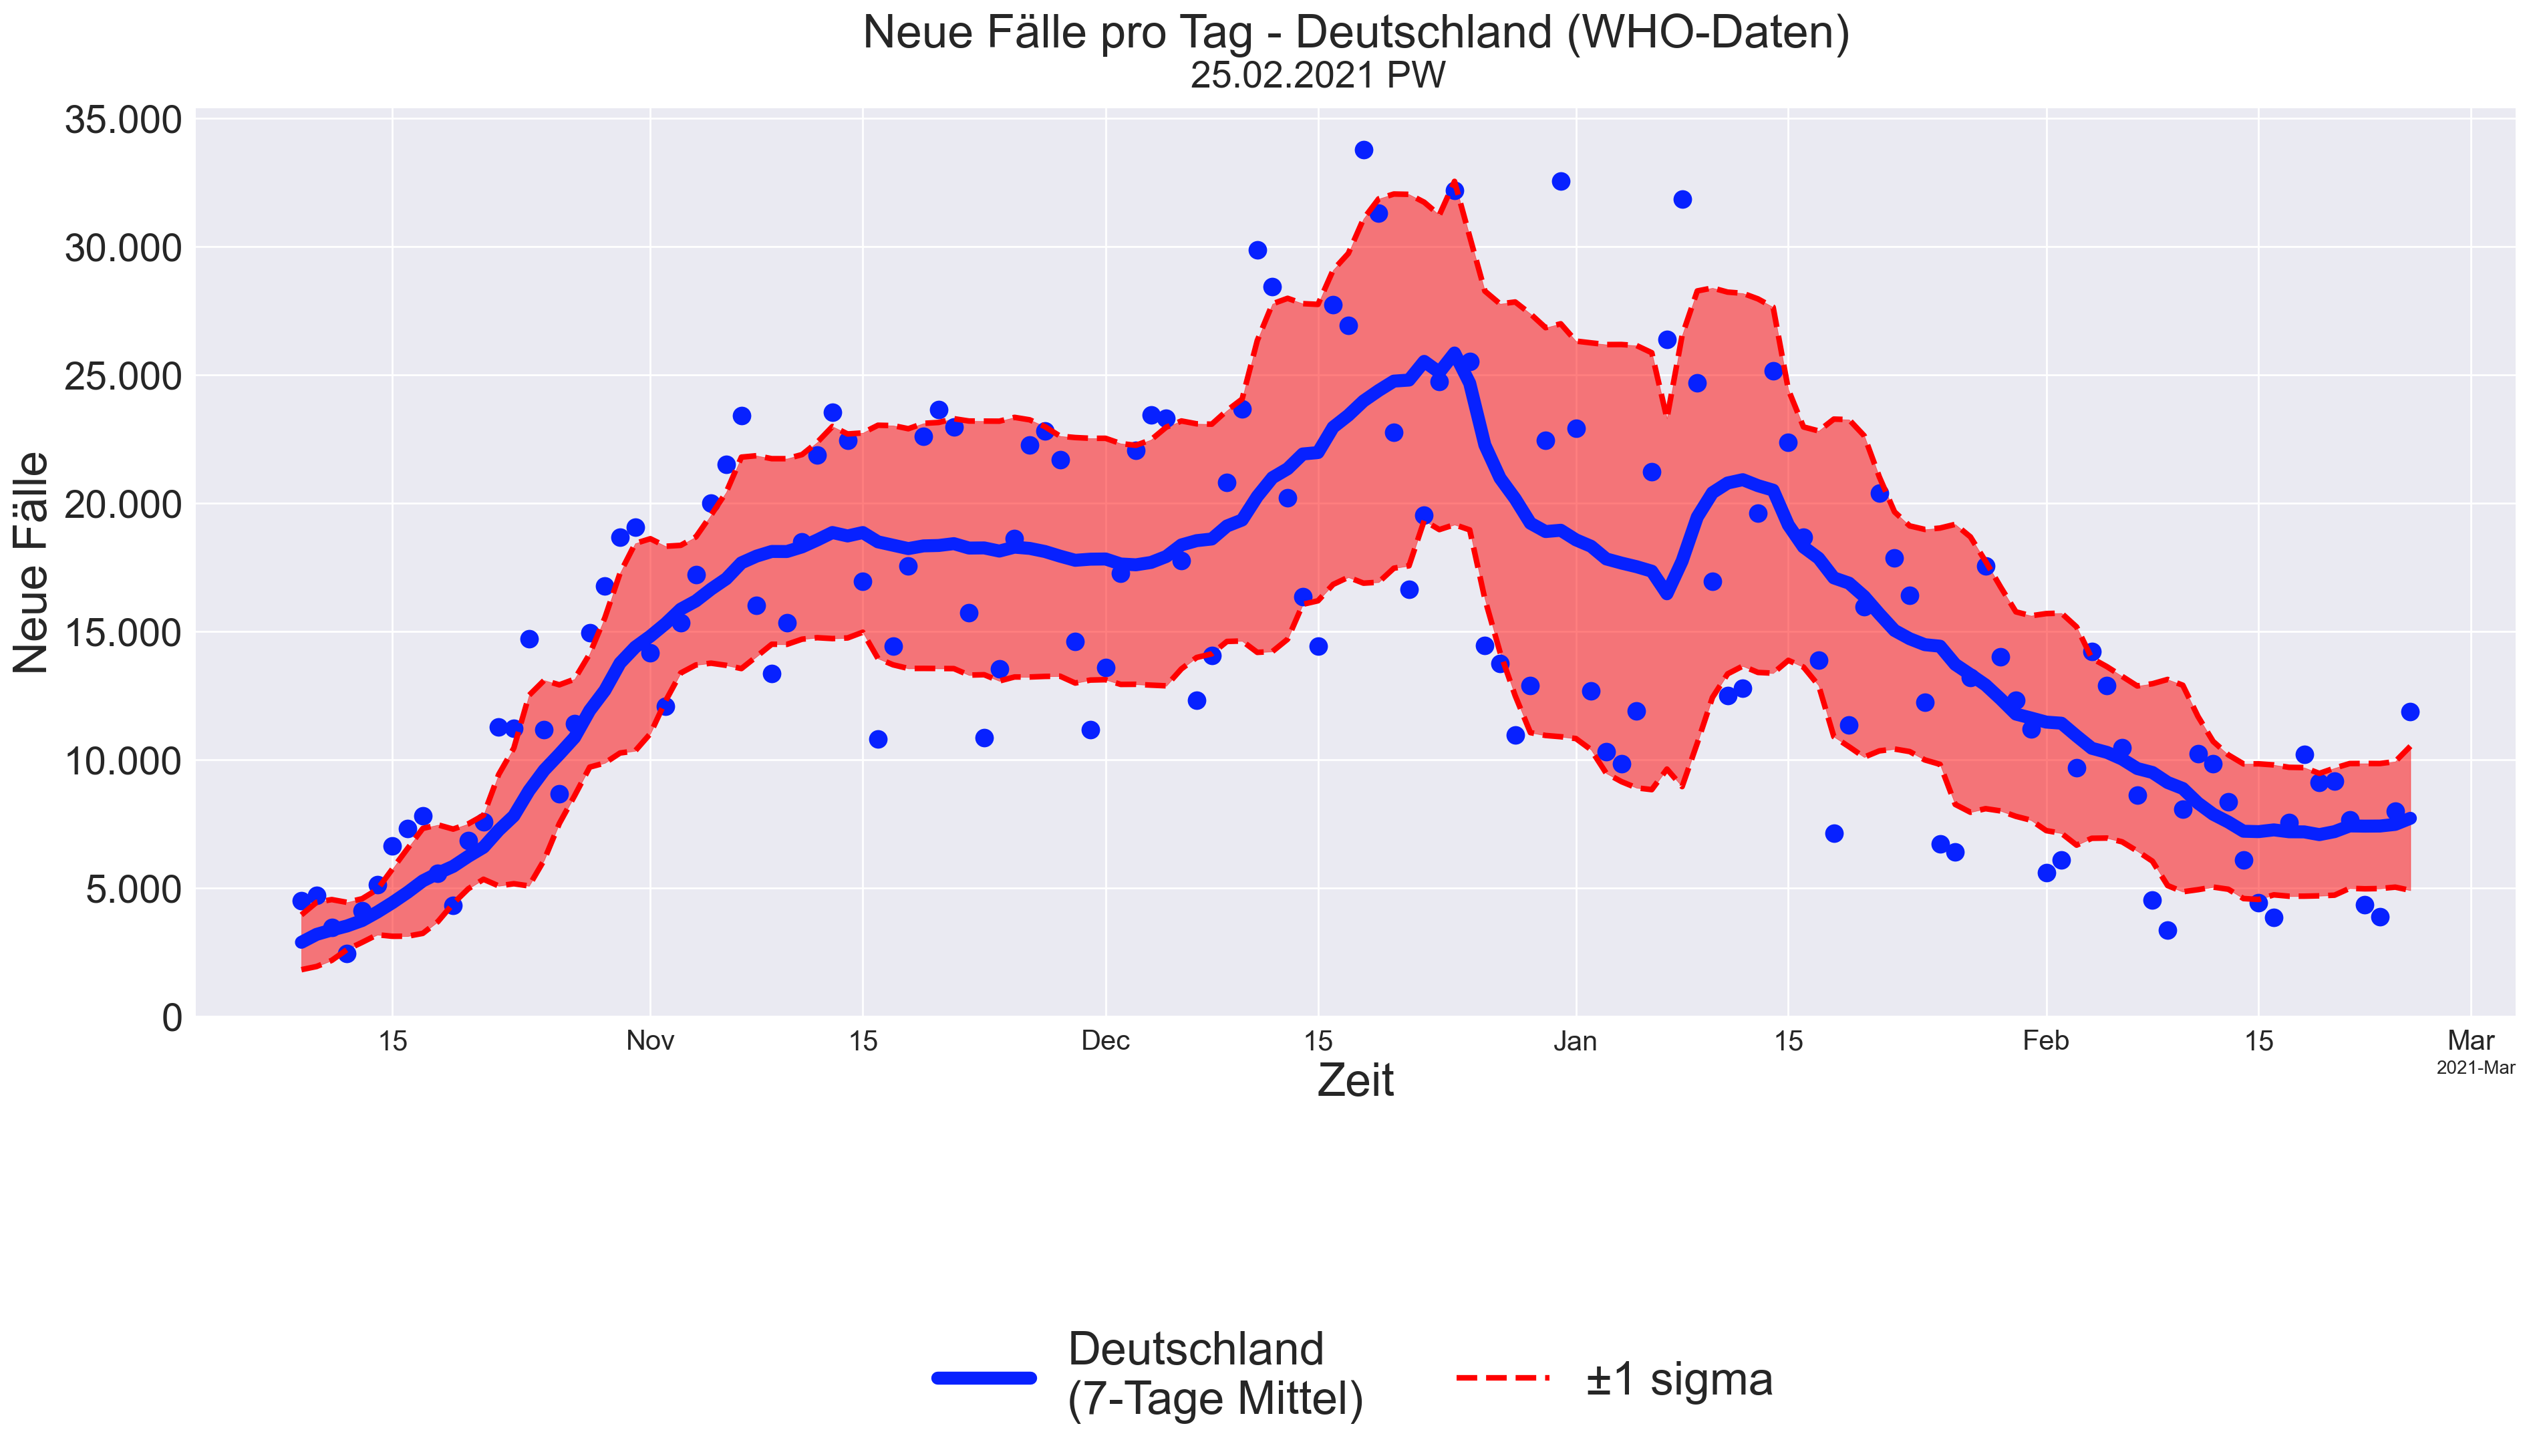 Neue Fälle pro Tag - Deutschland (WHO-Daten)
25.02.2021 PW
Neue Fälle
35.000
30.000
25.000
20.000
15.000
10.000
5.000
0
15 Nov 15 Dec 15 Jan 15 Feb 15 Mar
2021-Mar
Zeit
Deutschland
(7-Tage Mittel)
±1 sigma